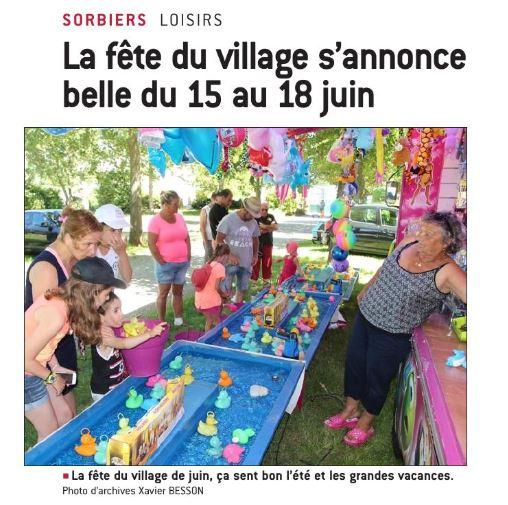 SORBIERS LOISIRS
La fête du village s'annonce
belle du 15 au 18 juin
La fête du village de juin, ça sent bon l'été et les grandes vacances.
Photo d'archives Xavier BESSON